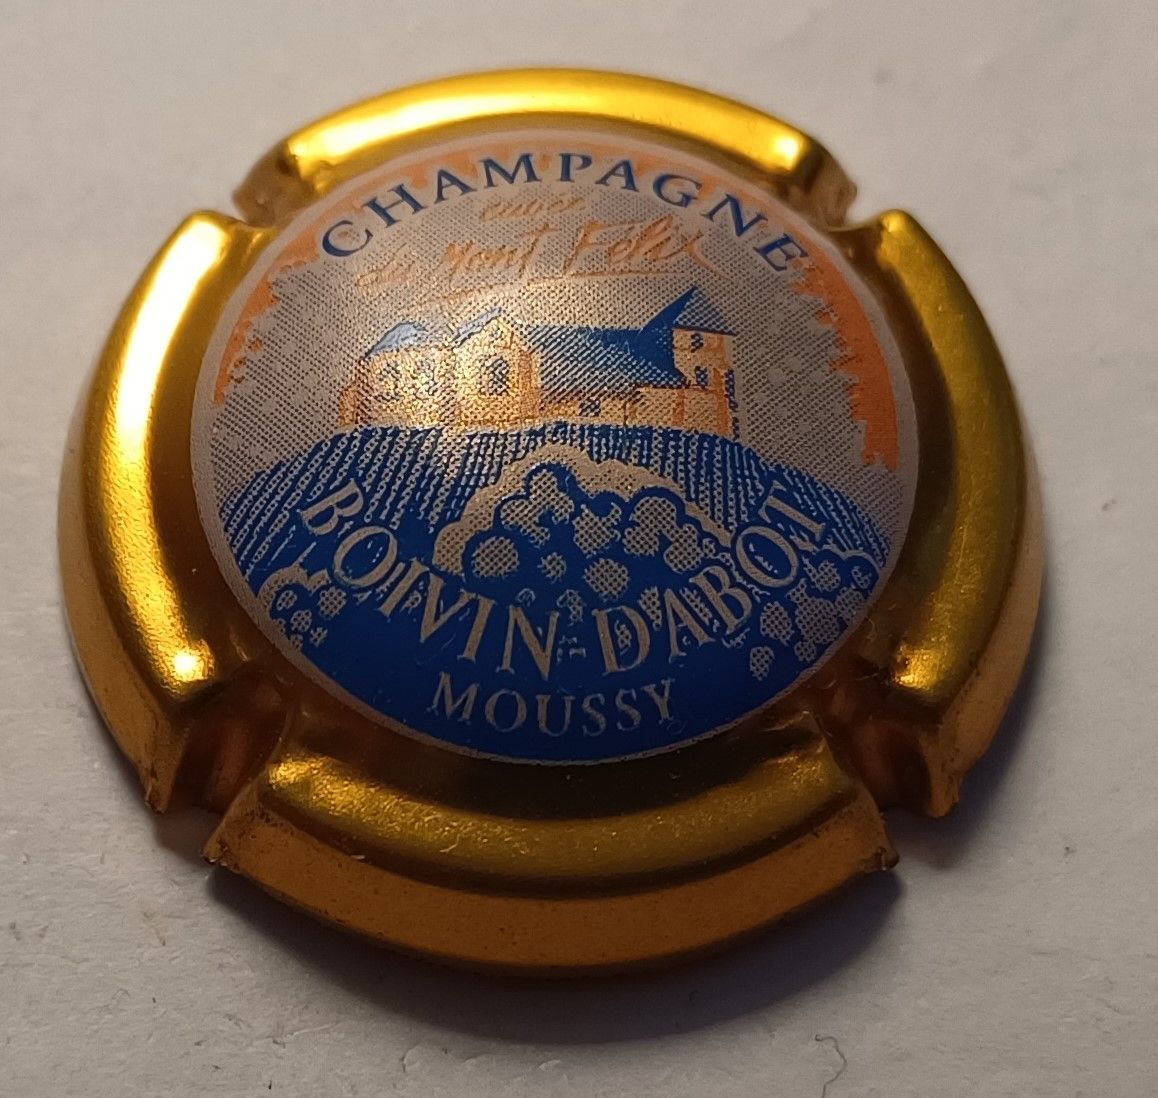 CHAMPAGNE
cuvée
du Mont Félix
BOIVIN-DABOT
MOUSSY